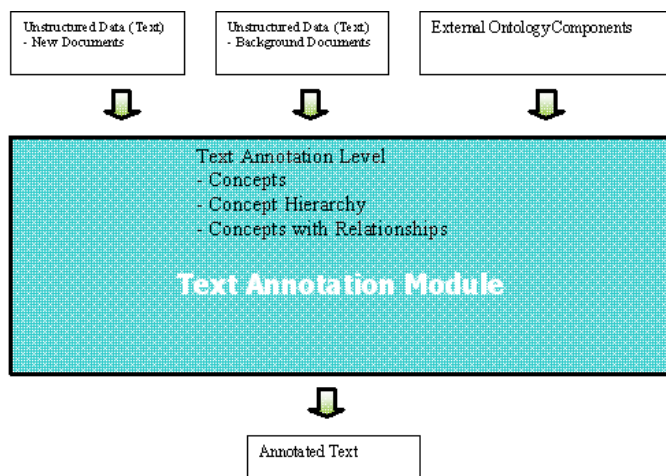 Unstructured Data (Text)
- New Documents
Unstructured Data (Text)
- Background Documents
External Ontology Components
Text Annotation Level
- Concepts
- Concept Hierarchy
- Concepts with Relationships
Text Annotation Module
Annotated Text